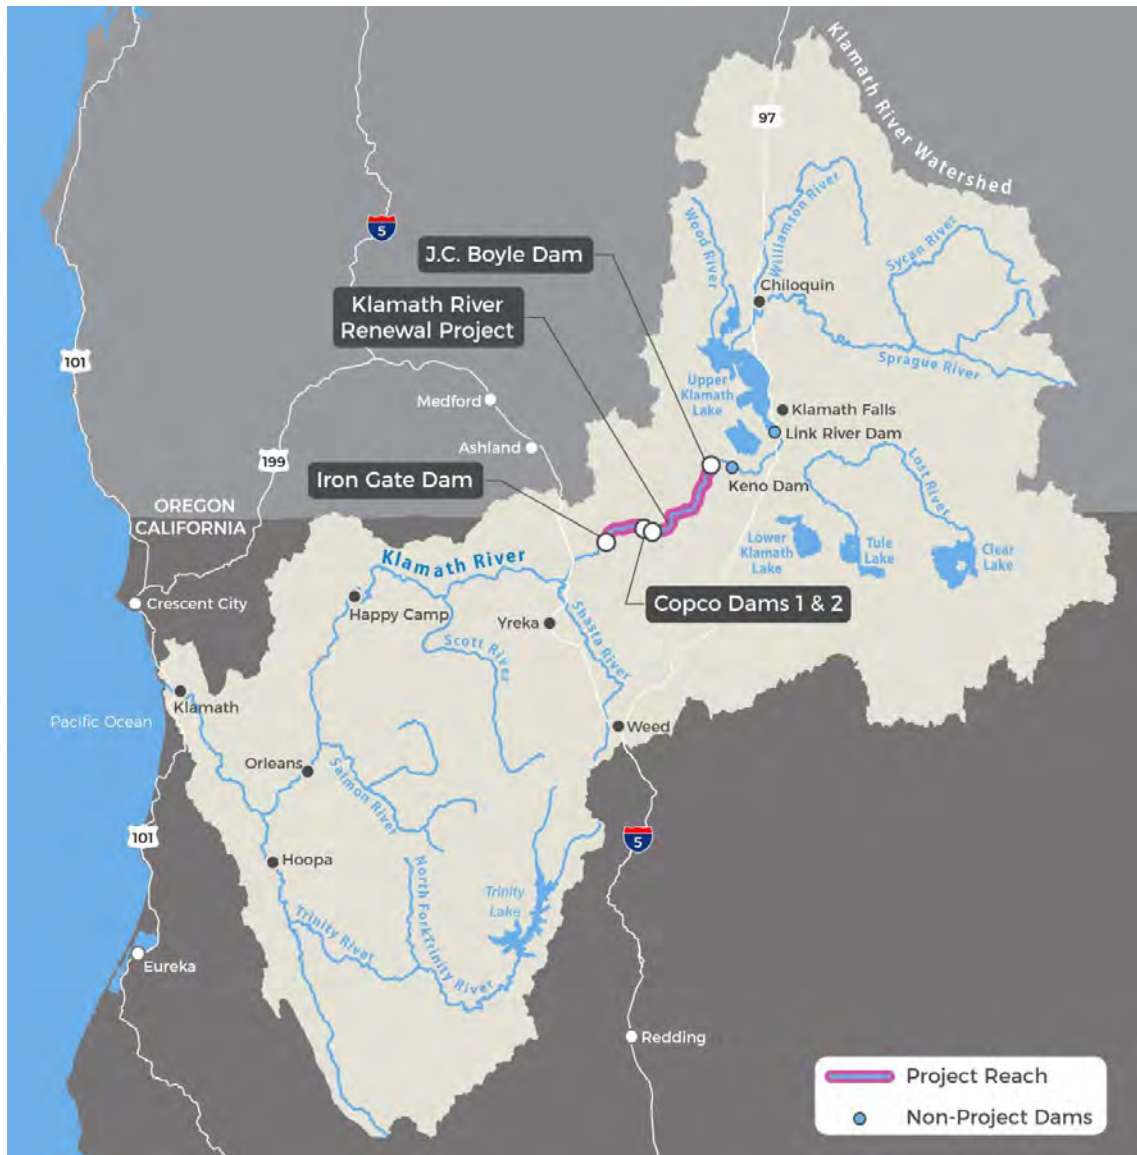 Klamath River Watershed
97
Wood River
Williamson River
Sycan River
5
J.C. Boyle Dam
Chiloquin
Klamath River
Renewal Project
101
Sprague River
Upper
Klamath
Lake
Medford
Klamath Falls
Link River Dam
Ashland
199
Iron Gate Dam
Keno Dam
Lost River
OREGON
CALIFORNIA
Lower
Klamath
Lake
Tule
Lake
Clear
Lake
Klamath River
Crescent City
Happy Camp
Copco Dams 1 & 2
Yreka
Shasta River
Scott River
Klamath
Pacific Ocean
Weed
Orleans
Salmon River
101
5
Hoopa
Trinity
Lake
North Fork Trinity River
Trinity River
Eureka
Redding
Project Reach
Non-Project Dams